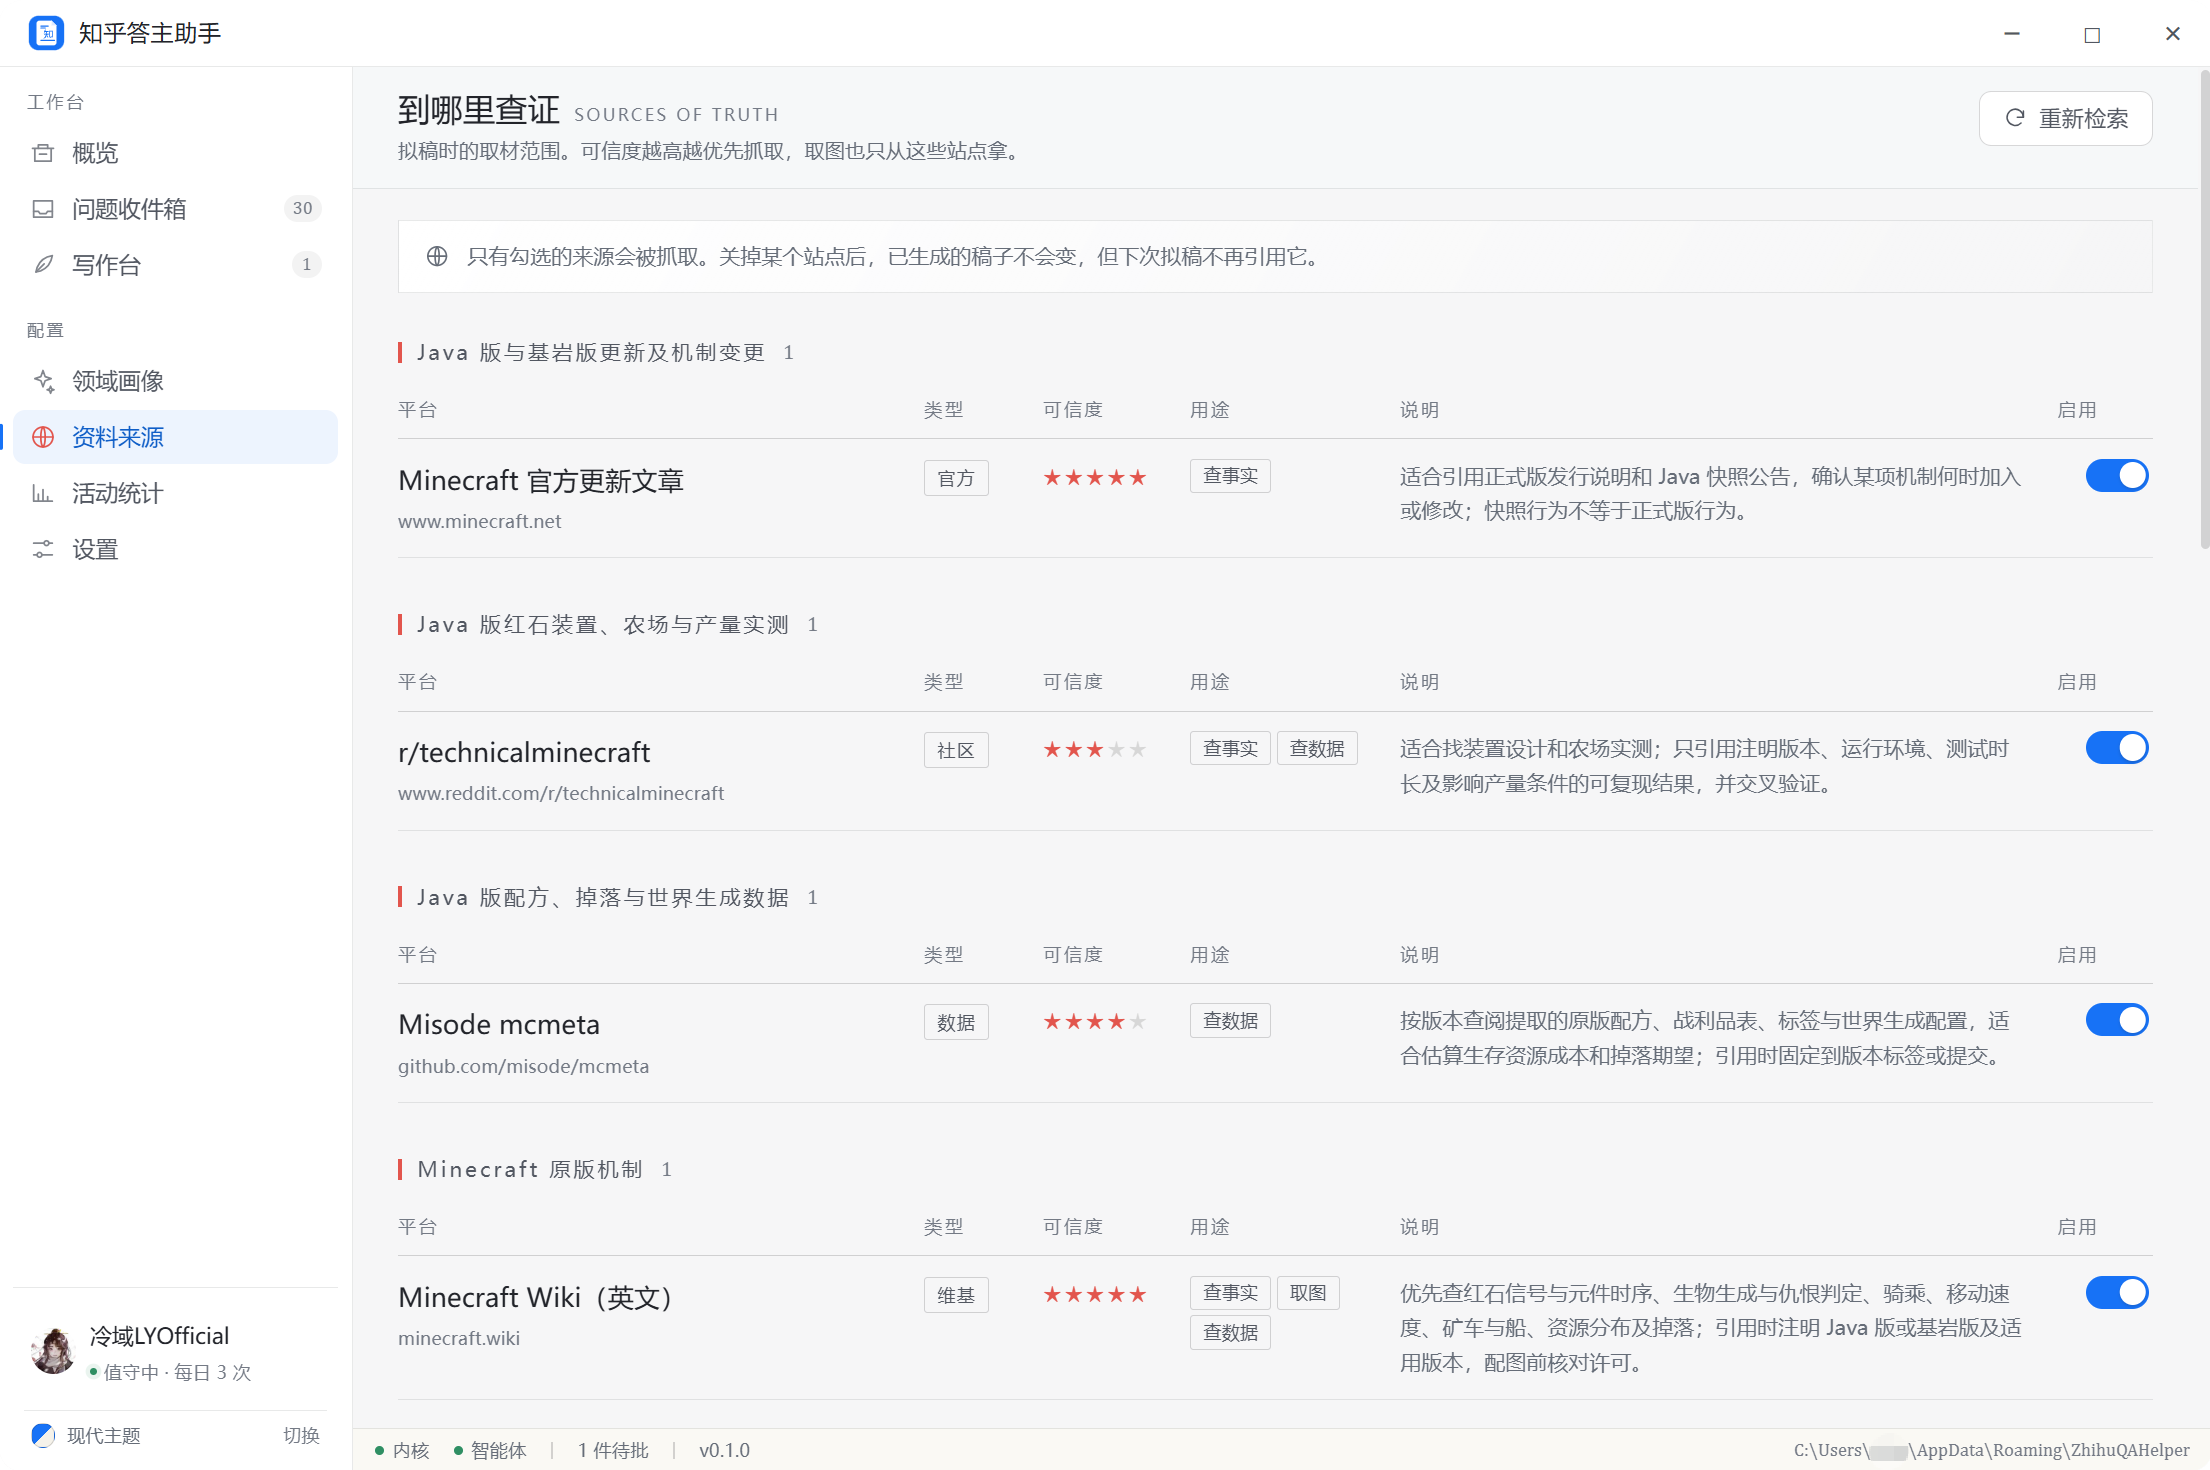 知乎答主助手
工作台
概览
问题收件箱 30
写作台 1
配置
领域画像
资料来源
活动统计
设置
冷域LYOfficial
值守中 · 每日 3 次
现代主题 切换
到哪里查证 SOURCES OF TRUTH
拟稿时的取材范围。可信度越高越优先抓取，取图也只从这些站点拿。
重新检索
只有勾选的来源会被抓取。关掉某个站点后，已生成的稿子不会变，但下次拟稿不再引用它。
Java 版与基岩版更新及机制变更 1
平台 类型 可信度 用途 说明 启用
Minecraft 官方更新文章 官方 ★★★★★ 查事实
www.minecraft.net
适合引用正式版发行说明和 Java 快照公告，确认某项机制何时加入
或修改；快照行为不等于正式版行为。
Java 版红石装置、农场与产量实测 1
平台 类型 可信度 用途 说明 启用
r/technicalminecraft 社区 ★★★★★ 查事实 查数据
www.reddit.com/r/technicalminecraft
适合找装置设计和农场实测；只引用注明版本、运行环境、测试时
长及影响产量条件的可复现结果，并交叉验证。
Java 版配方、掉落与世界生成数据 1
平台 类型 可信度 用途 说明 启用
Misode mcmeta 数据 ★★★★★ 查数据
github.com/misode/mcmeta
按版本查阅提取的原版配方、战利品表、标签与世界生成配置，适
合估算生存资源成本和掉落期望；引用时固定到版本标签或提交。
Minecraft 原版机制 1
平台 类型 可信度 用途 说明 启用
Minecraft Wiki（英文） 维基 ★★★★★ 查事实 取图
查数据
minecraft.wiki
优先查红石信号与元件时序、生物生成与仇恨判定、骑乘、移动速
度、矿车与船、资源分布及掉落；引用时注明 Java 版或基岩版及适
用版本，配图前核对许可。
内核 智能体 | 1 件待批 | v0.1.0
C:\Users\ \AppData\Roaming\ZhihuQAHelper